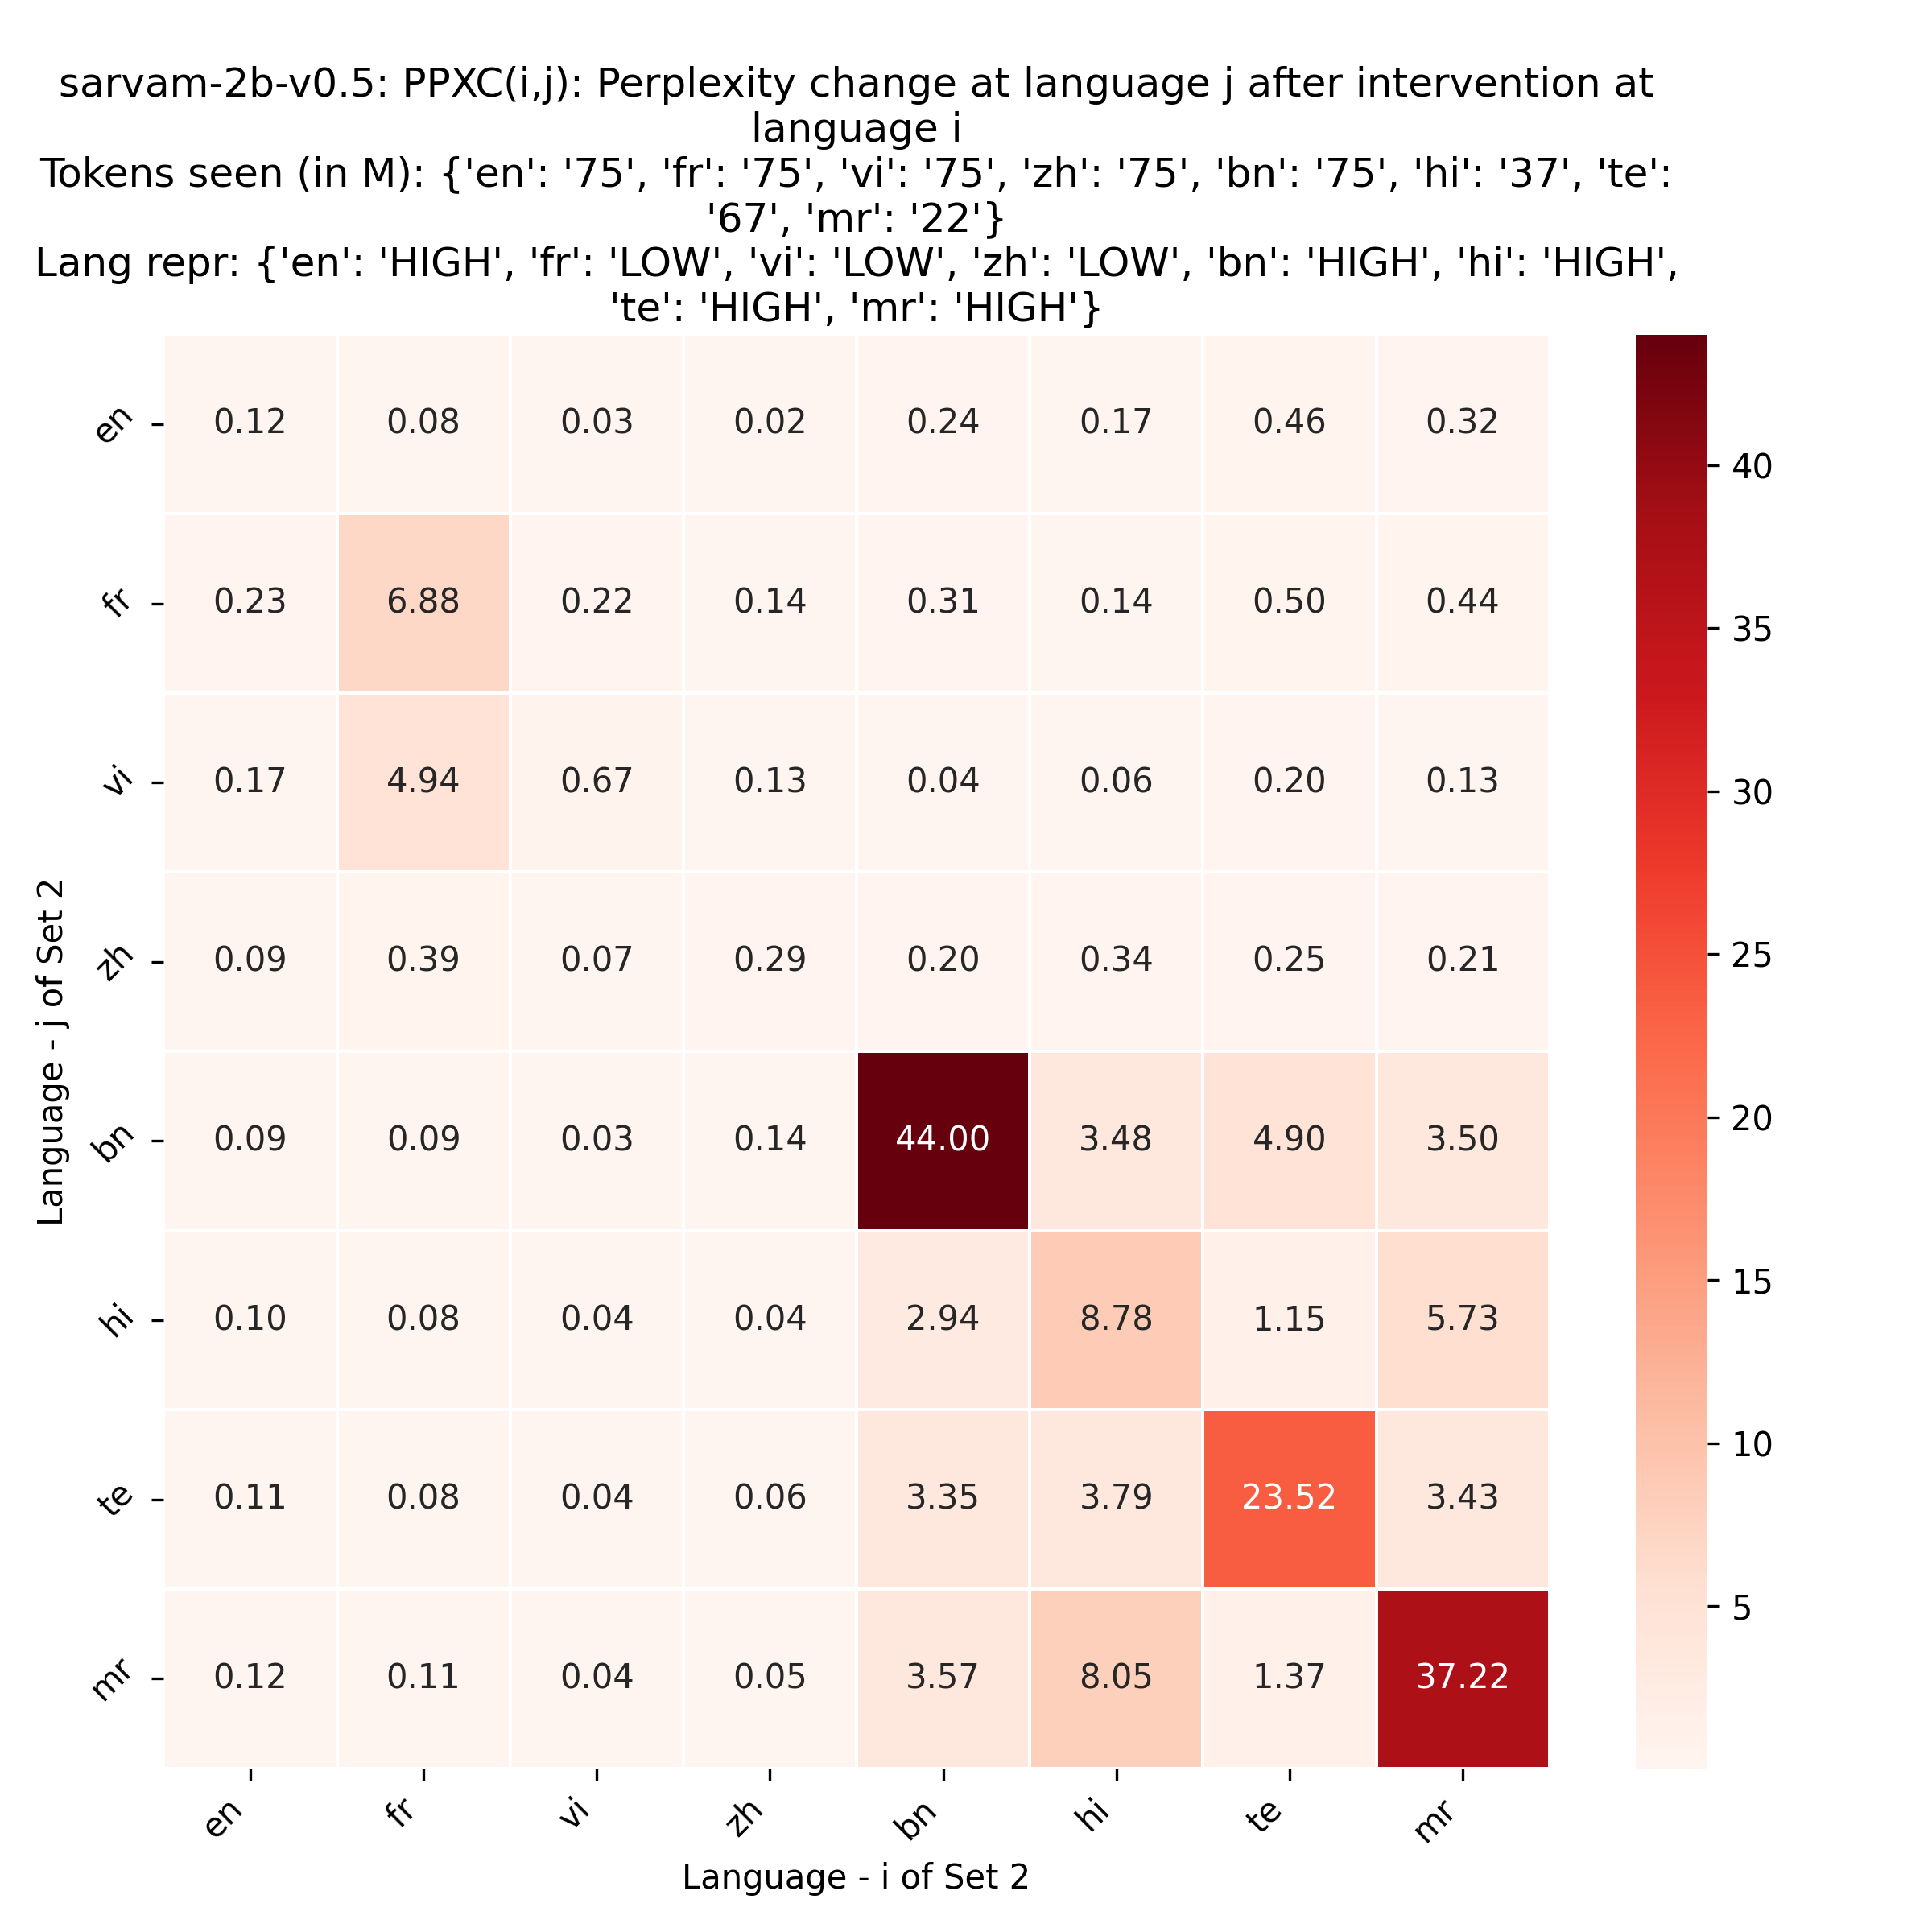 sarvam-2b-v0.5: PPXC(i,j): Perplexity change at language j after intervention at
language i
Tokens seen (in M): {'en': '75', 'fr': '75', 'vi': '75', 'zh': '75', 'bn': '75', 'hi': '37', 'te':
'67', 'mr': '22'}
Lang repr: {'en': 'HIGH', 'fr': 'LOW', 'vi': 'LOW', 'zh': 'LOW', 'bn': 'HIGH', 'hi': 'HIGH',
'te': 'HIGH', 'mr': 'HIGH'}
Language - j of Set 2
en 0.12 0.08 0.03 0.02 0.24 0.17 0.46 0.32
fr 0.23 6.88 0.22 0.14 0.31 0.14 0.50 0.44
vi 0.17 4.94 0.67 0.13 0.04 0.06 0.20 0.13
zh 0.09 0.39 0.07 0.29 0.20 0.34 0.25 0.21
bn 0.09 0.09 0.03 0.14 44.00 3.48 4.90 3.50
hi 0.10 0.08 0.04 0.04 2.94 8.78 1.15 5.73
te 0.11 0.08 0.04 0.06 3.35 3.79 23.52 3.43
mr 0.12 0.11 0.04 0.05 3.57 8.05 1.37 37.22
en fr vi zh bn hi te mr
Language - i of Set 2
40
35
30
25
20
15
10
5